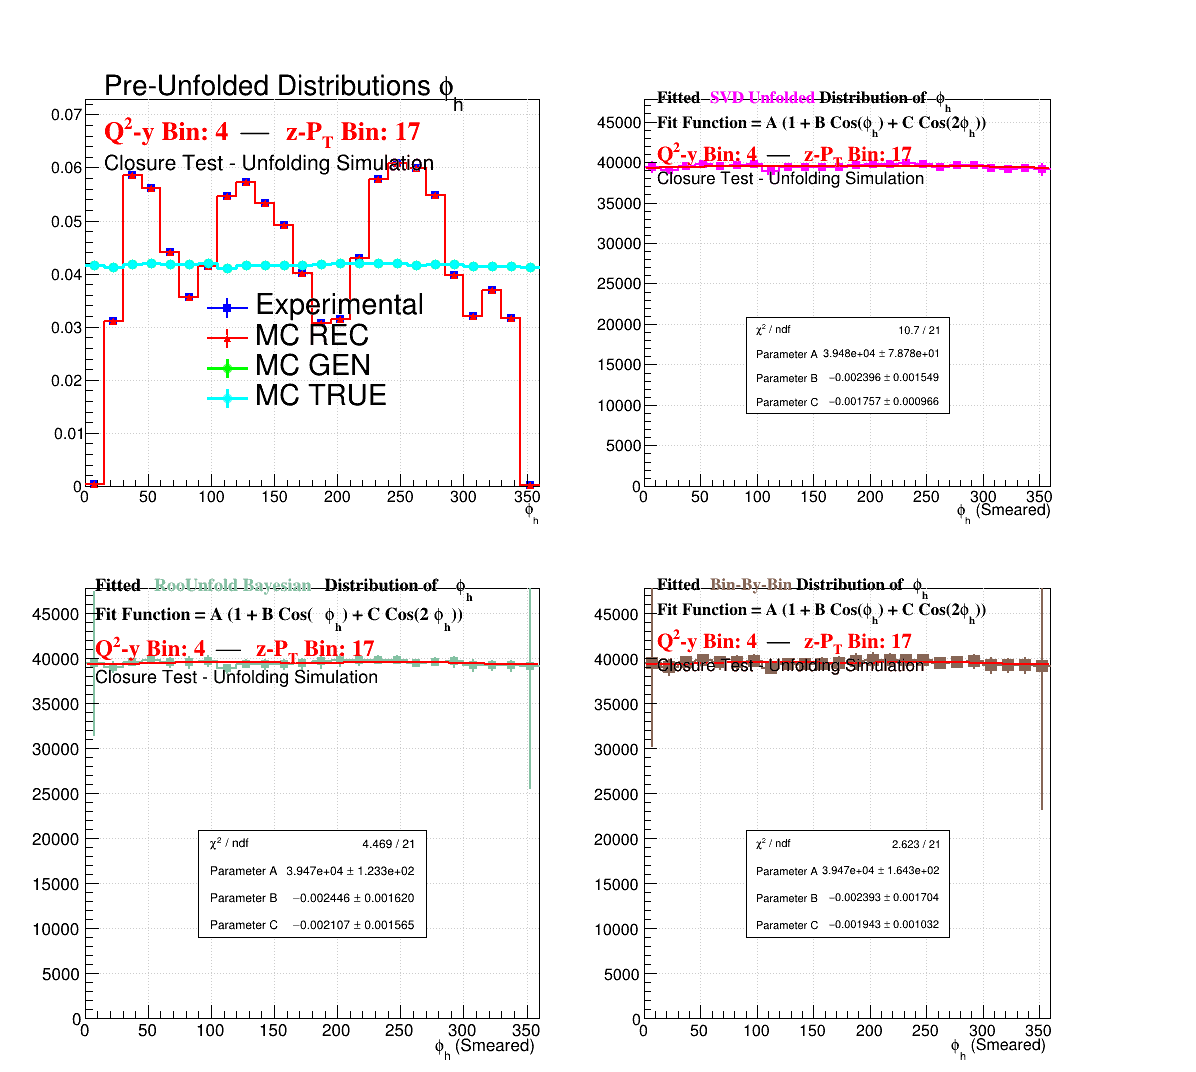 Pre-Unfolded Distributions ϕh
Q²-y Bin: 4 — z-PT Bin: 17
Closure Test - Unfolding Simulation
0.07
0.06
0.05
0.04
0.03
0.02
0.01
0
Experimental
MC REC
MC GEN
MC TRUE
0 50 100 150 200 250 300 350
ϕh
Fitted SVD Unfolded Distribution of ϕh
Fit Function = A (1 + B Cos(ϕh) + C Cos(2ϕh))
Q²-y Bin: 4 — z-PT Bin: 17
Closure Test - Unfolding Simulation
45000
40000
35000
30000
25000
20000
15000
10000
5000
0
χ² / ndf 10.7 / 21
Parameter A 3.948e+04 ± 7.878e+01
Parameter B −0.002396 ± 0.001549
Parameter C −0.001757 ± 0.000966
0 50 100 150 200 250 300 350
ϕh (Smeared)
Fitted RooUnfold Bayesian Distribution of ϕh
Fit Function = A (1 + B Cos( ϕh) + C Cos(2 ϕh))
Q²-y Bin: 4 — z-PT Bin: 17
Closure Test - Unfolding Simulation
45000
40000
35000
30000
25000
20000
15000
10000
5000
0
χ² / ndf 4.469 / 21
Parameter A 3.947e+04 ± 1.233e+02
Parameter B −0.002446 ± 0.001620
Parameter C −0.002107 ± 0.001565
0 50 100 150 200 250 300 350
ϕh (Smeared)
Fitted Bin-By-Bin Distribution of ϕh
Fit Function = A (1 + B Cos(ϕh) + C Cos(2ϕh))
Q²-y Bin: 4 — z-PT Bin: 17
Closure Test - Unfolding Simulation
45000
40000
35000
30000
25000
20000
15000
10000
5000
0
χ² / ndf 2.623 / 21
Parameter A 3.947e+04 ± 1.643e+02
Parameter B −0.002393 ± 0.001704
Parameter C −0.001943 ± 0.001032
0 50 100 150 200 250 300 350
ϕh (Smeared)